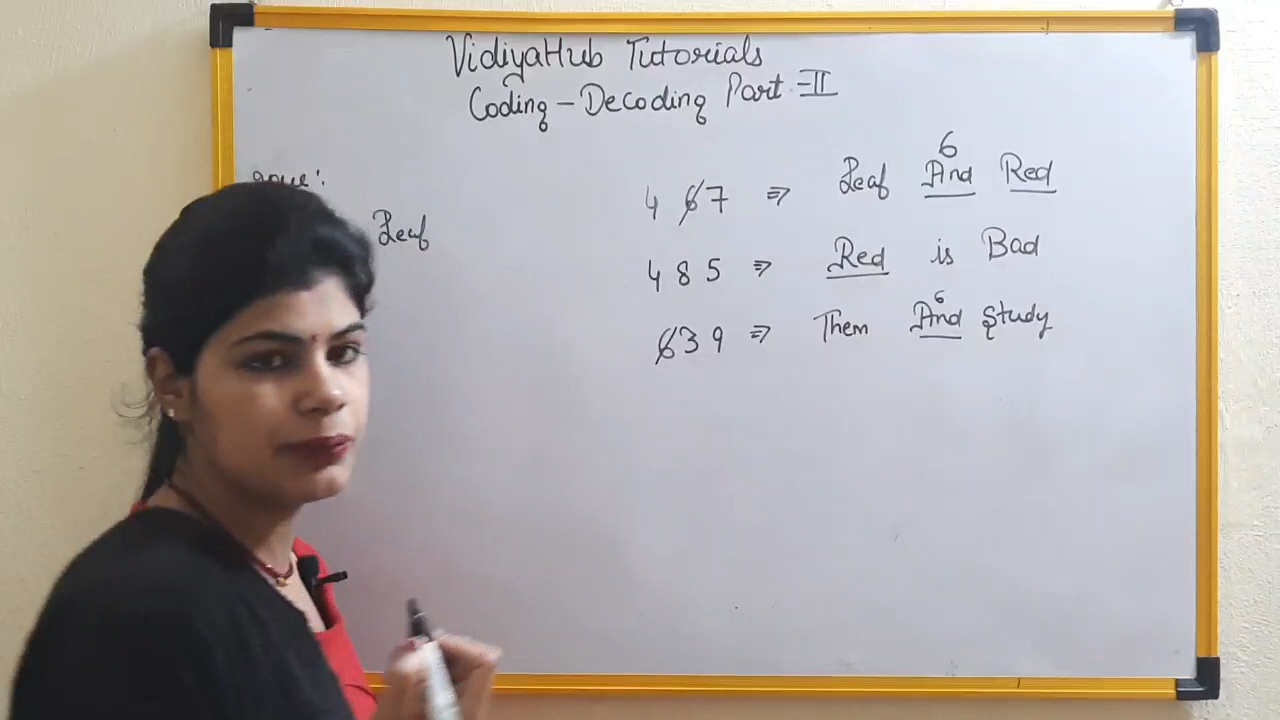 VidiyaHub Tutorials
Coding - Decoding Part - II
Leaf
6
4 6 7 ⇒ Leaf And Red
4 8 5 ⇒ Red is Bad
6
6 3 9 ⇒ Them And Study